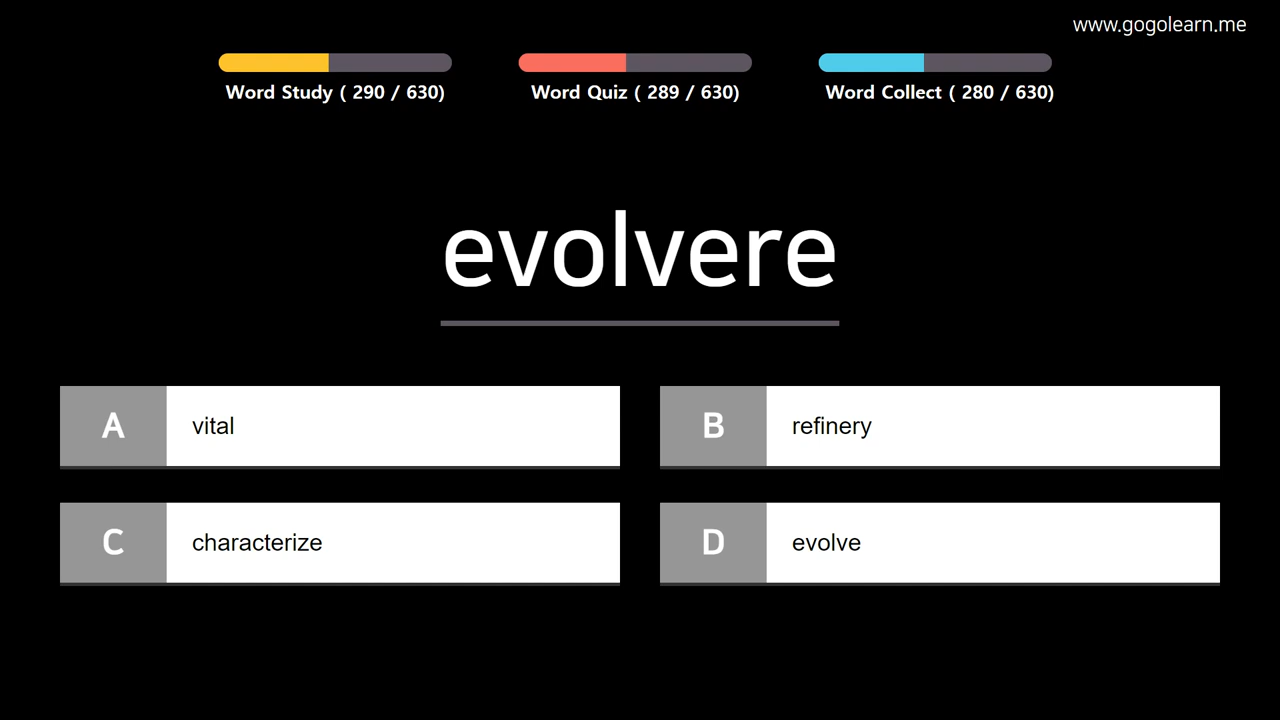 www.gogolearn.me
Word Study ( 290 / 630)
Word Quiz ( 289 / 630)
Word Collect ( 280 / 630)
evolvere
A vital
B refinery
C characterize
D evolve